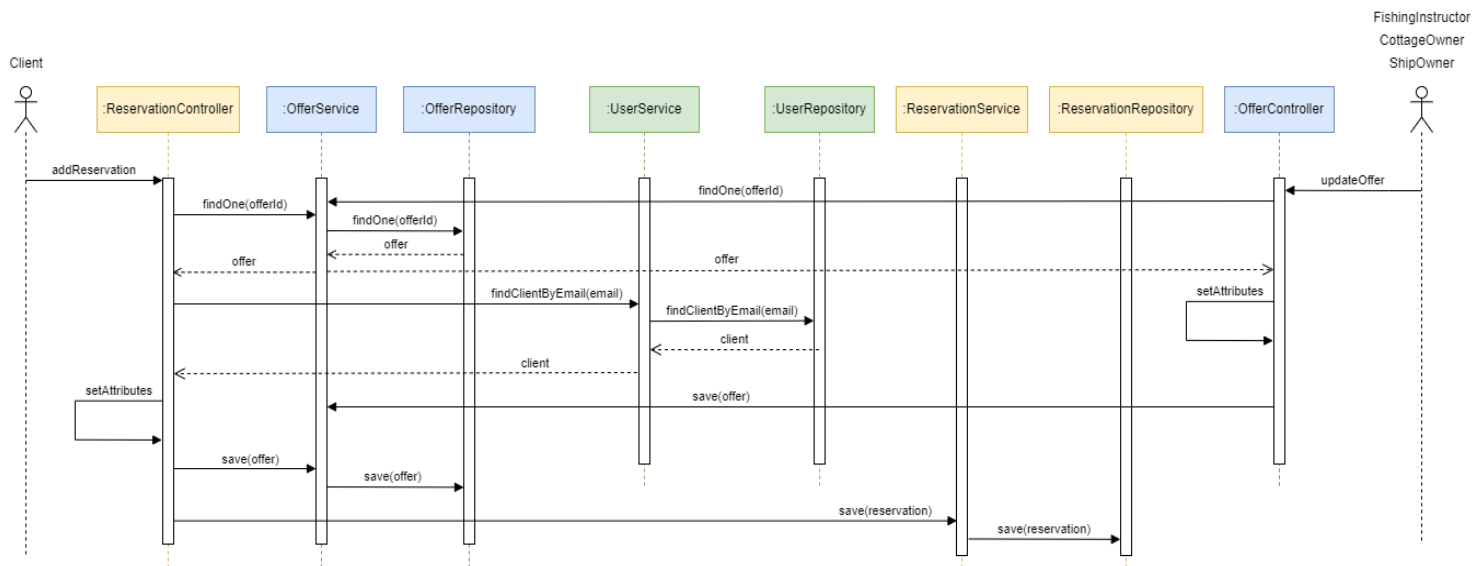 FishingInstructor
CottageOwner
ShipOwner
Client
:ReservationController
:OfferService
:OfferRepository
:UserService
:UserRepository
:ReservationService
:ReservationRepository
:OfferController
addReservation
updateOffer
findOne(offerId)
findOne(offerId)
findOne(offerId)
offer
offer
offer
findClientByEmail(email)
setAttributes
findClientByEmail(email)
client
client
setAttributes
save(offer)
save(offer)
save(offer)
save(reservation)
save(reservation)